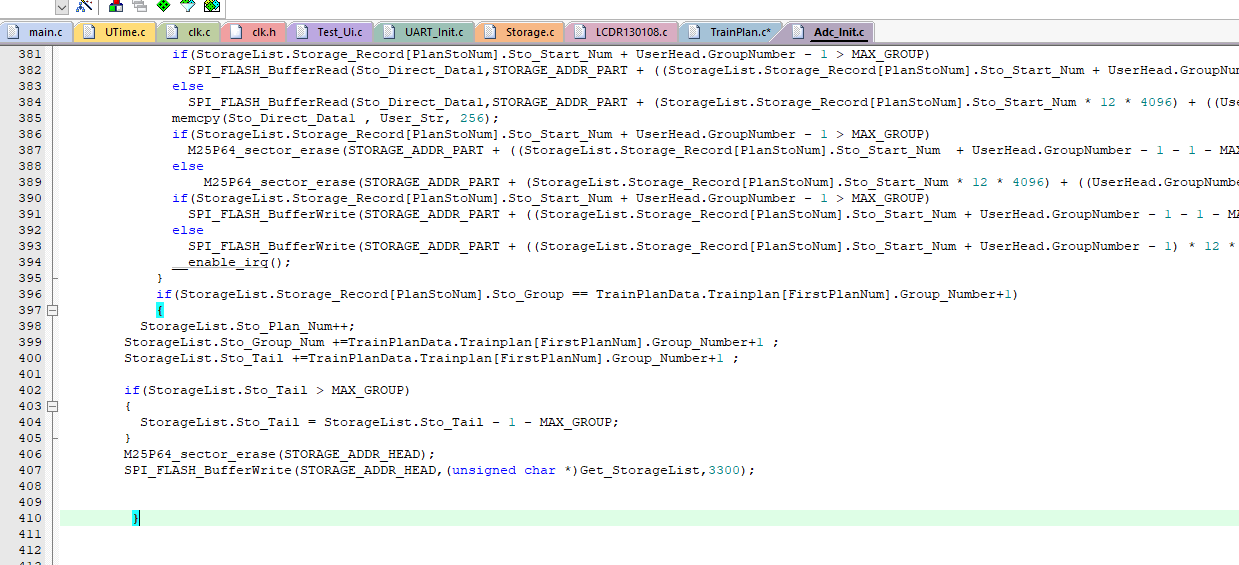 main.c UTime.c clk.c clk.h Test_Ui.c UART_Init.c Storage.c LCDR130108.c TrainPlan.c* Adc_Init.c
381 if(StorageList.Storage_Record[PlanStoNum].Sto_Start_Num + UserHead.GroupNumber - 1 > MAX_GROUP)
382 SPI_FLASH_BufferRead(Sto_Direct_Data1,STORAGE_ADDR_PART + ((StorageList.Storage_Record[PlanStoNum].Sto_Start_Num + UserHead.GroupNum
383 else
384 SPI_FLASH_BufferRead(Sto_Direct_Data1,STORAGE_ADDR_PART + (StorageList.Storage_Record[PlanStoNum].Sto_Start_Num * 12 * 4096) + ((Use
385 memcpy(Sto_Direct_Data1 , User_Str, 256);
386 if(StorageList.Storage_Record[PlanStoNum].Sto_Start_Num + UserHead.GroupNumber - 1 > MAX_GROUP)
387 M25P64_sector_erase(STORAGE_ADDR_PART + ((StorageList.Storage_Record[PlanStoNum].Sto_Start_Num  + UserHead.GroupNumber - 1 - 1 - MAX
388 else
389 M25P64_sector_erase(STORAGE_ADDR_PART + (StorageList.Storage_Record[PlanStoNum].Sto_Start_Num * 12 * 4096) + ((UserHead.GroupNumbe
390 if(StorageList.Storage_Record[PlanStoNum].Sto_Start_Num + UserHead.GroupNumber - 1 > MAX_GROUP)
391 SPI_FLASH_BufferWrite(STORAGE_ADDR_PART + ((StorageList.Storage_Record[PlanStoNum].Sto_Start_Num + UserHead.GroupNumber - 1 - 1 - MA
392 else
393 SPI_FLASH_BufferWrite(STORAGE_ADDR_PART + ((StorageList.Storage_Record[PlanStoNum].Sto_Start_Num + UserHead.GroupNumber - 1) * 12 *
394 __enable_irq();
395 }
396 if(StorageList.Storage_Record[PlanStoNum].Sto_Group == TrainPlanData.Trainplan[FirstPlanNum].Group_Number+1)
397 {
398 StorageList.Sto_Plan_Num++;
399 StorageList.Sto_Group_Num +=TrainPlanData.Trainplan[FirstPlanNum].Group_Number+1 ;
400 StorageList.Sto_Tail +=TrainPlanData.Trainplan[FirstPlanNum].Group_Number+1 ;
401
402 if(StorageList.Sto_Tail > MAX_GROUP)
403 {
404 StorageList.Sto_Tail = StorageList.Sto_Tail - 1 - MAX_GROUP;
405 }
406 M25P64_sector_erase(STORAGE_ADDR_HEAD);
407 SPI_FLASH_BufferWrite(STORAGE_ADDR_HEAD,(unsigned char *)Get_StorageList,3300);
408
409
410 }
411
412